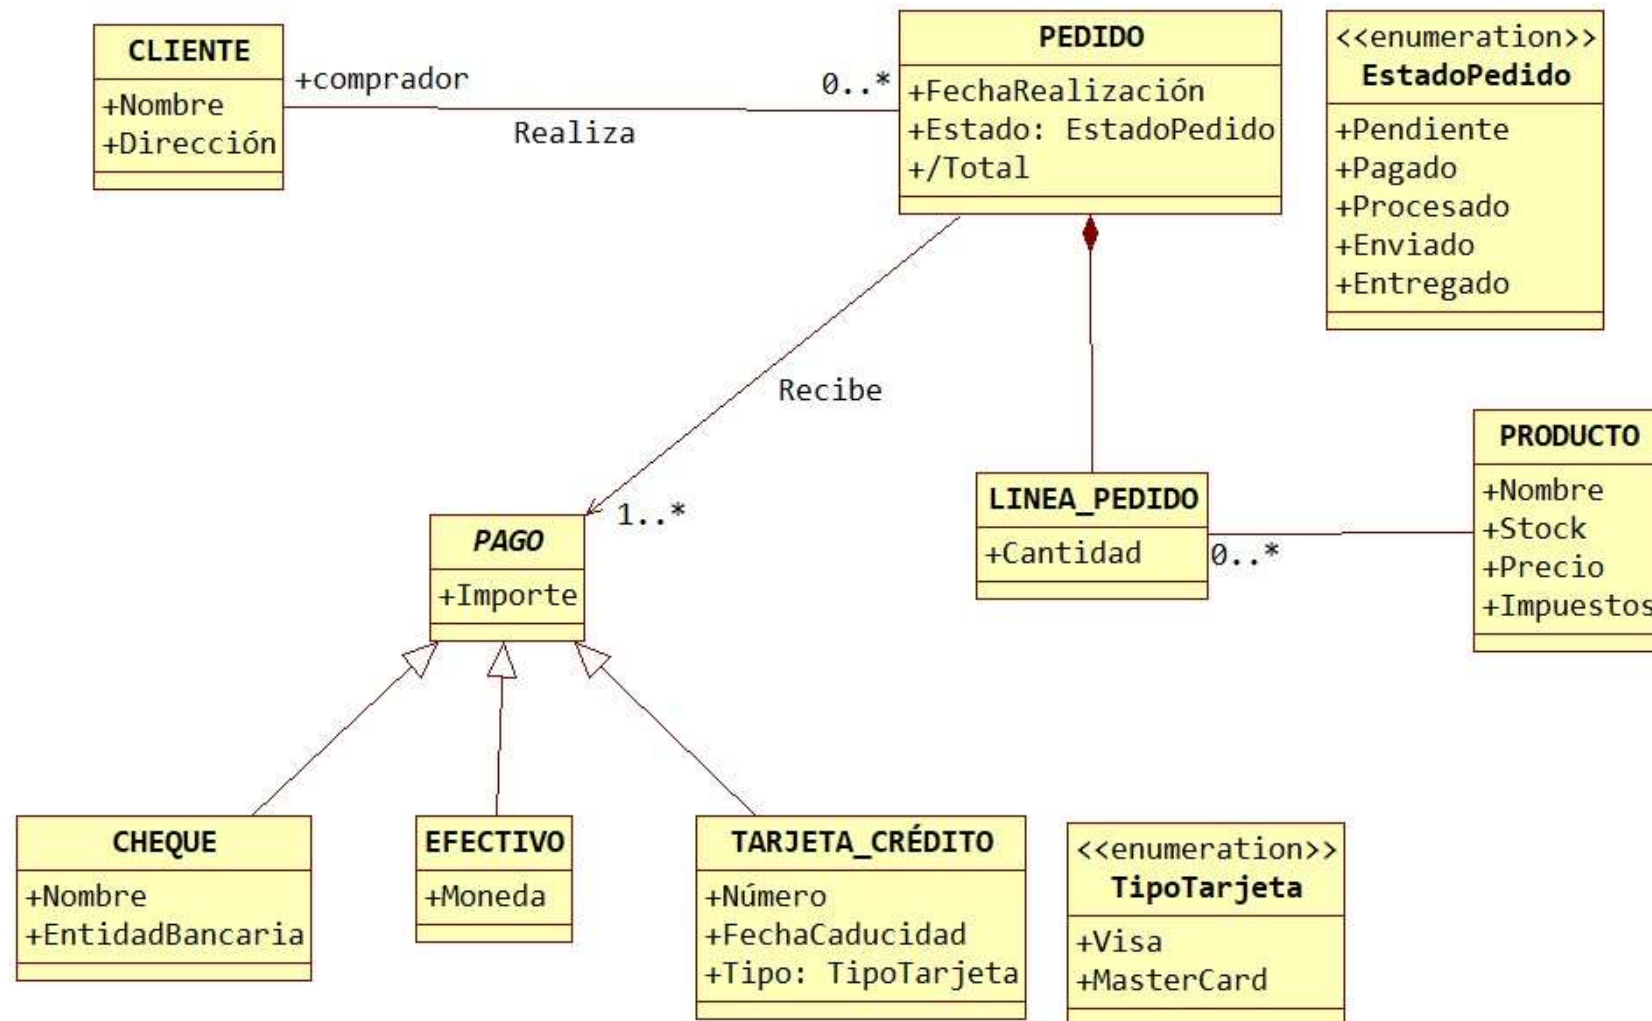 CLIENTE
+Nombre
+Dirección
+comprador
Realiza
0..*
PEDIDO
+FechaRealización
+Estado: EstadoPedido
+/Total
<<enumeration>>
EstadoPedido
+Pendiente
+Pagado
+Procesado
+Enviado
+Entregado
Recibe
1..*
PAGO
+Importe
LINEA_PEDIDO
+Cantidad
0..*
PRODUCTO
+Nombre
+Stock
+Precio
+Impuestos
CHEQUE
+Nombre
+EntidadBancaria
EFECTIVO
+Moneda
TARJETA_CRÉDITO
+Número
+FechaCaducidad
+Tipo: TipoTarjeta
<<enumeration>>
TipoTarjeta
+Visa
+MasterCard